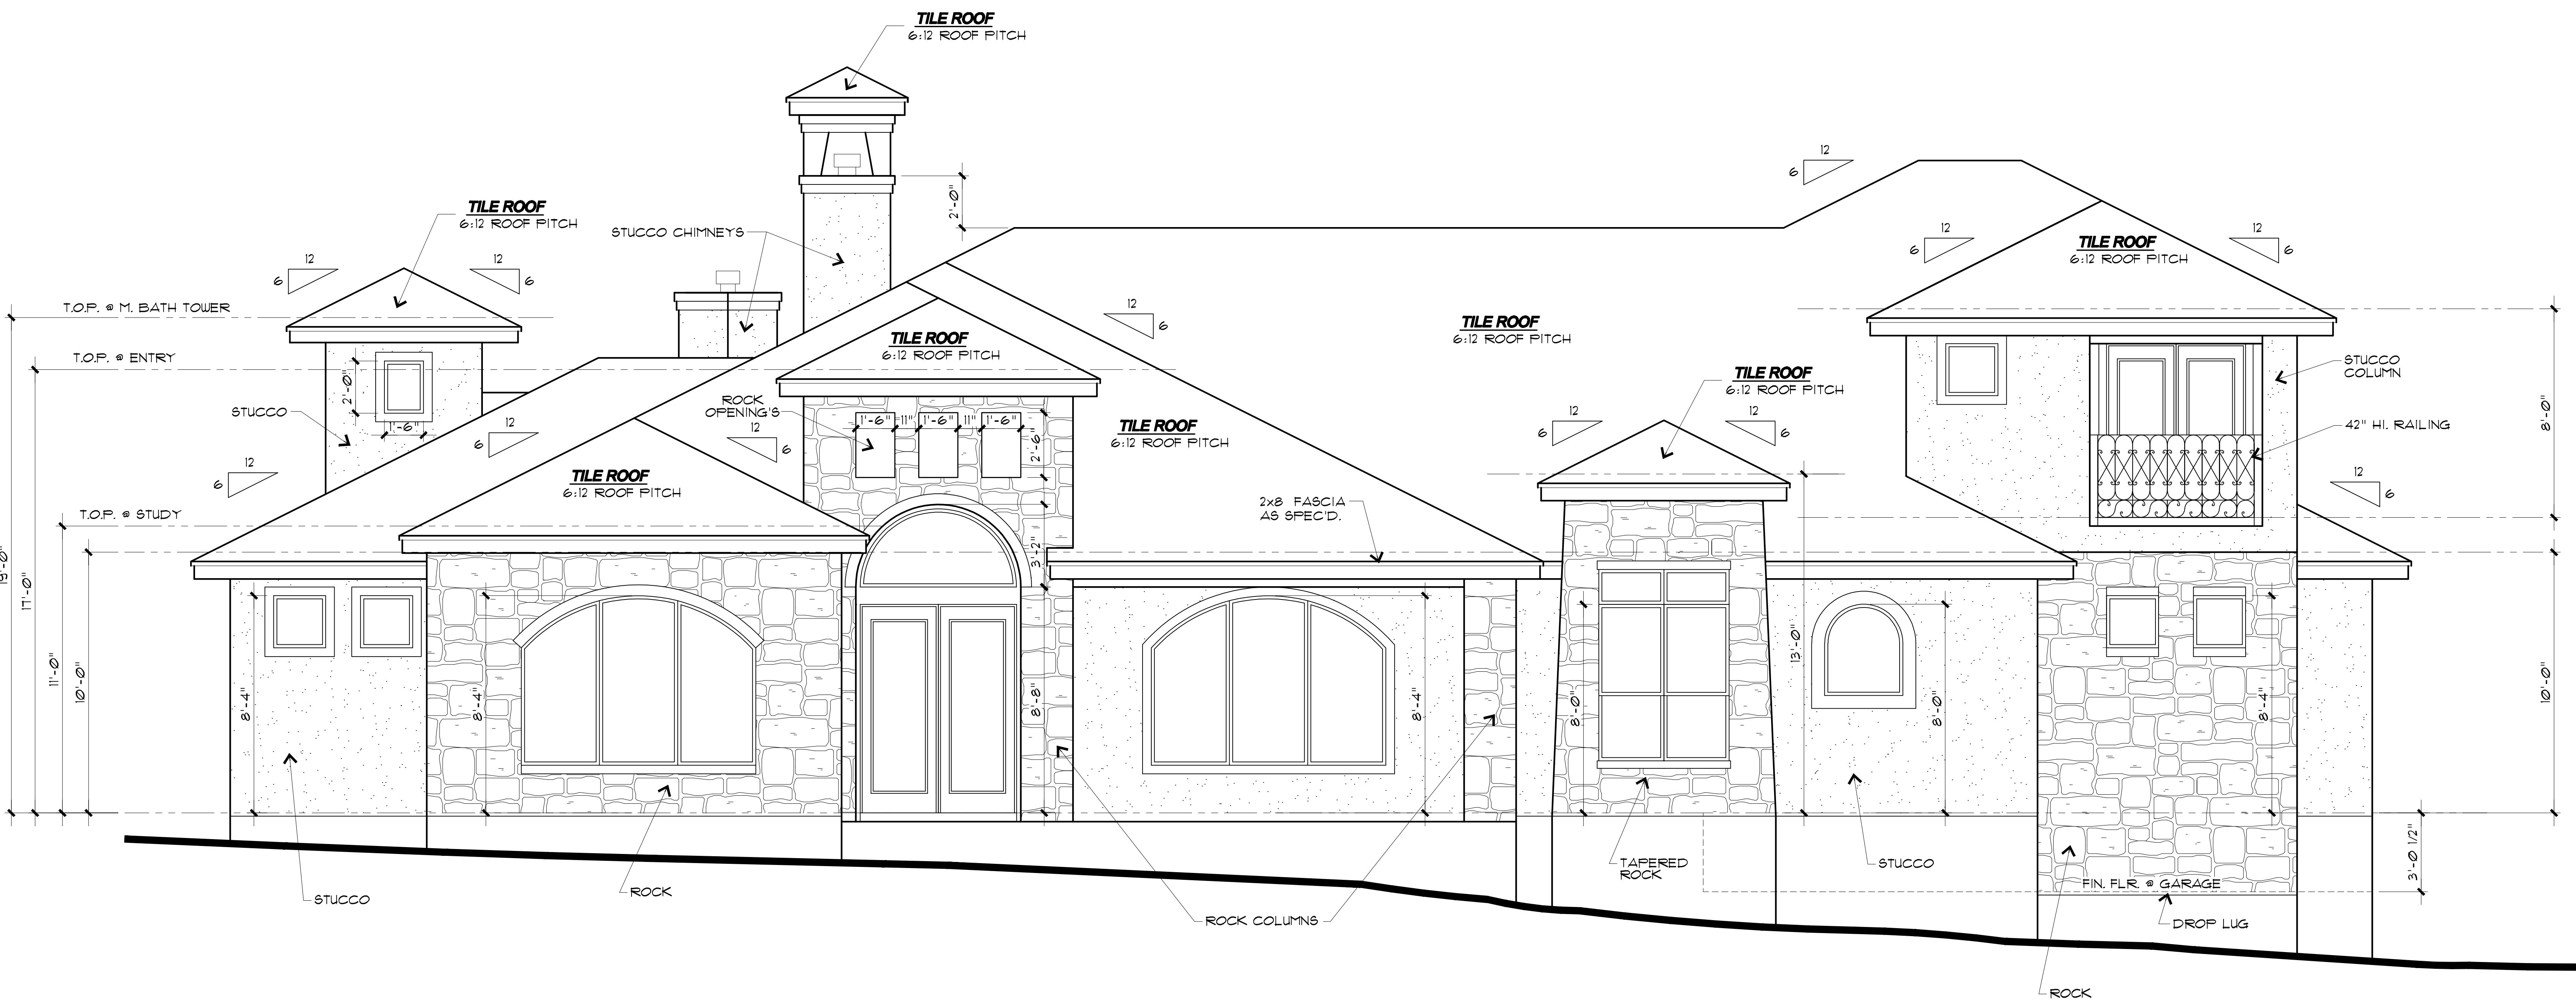 TILE ROOF
6:12 ROOF PITCH
12
6
2'-0"
TILE ROOF
6:12 ROOF PITCH
STUCCO CHIMNEYS
12
6
12
6
TILE ROOF
6:12 ROOF PITCH
12
6
12
6
T.O.P. @ M. BATH TOWER
12
6
TILE ROOF
6:12 ROOF PITCH
TILE ROOF
6:12 ROOF PITCH
T.O.P. @ ENTRY
2'-0"
1'-6"
STUCCO
STUCCO
COLUMN
TILE ROOF
6:12 ROOF PITCH
ROCK
OPENING'S
1'-6"
11"
1'-6"
11"
1'-6"
2'-6"
TILE ROOF
6:12 ROOF PITCH
12
6
12
6
42" HI. RAILING
8'-0"
12
6
12
6
12
6
TILE ROOF
6:12 ROOF PITCH
12
6
2x8 FASCIA
AS SPEC'D.
T.O.P. @ STUDY
3'-2"
17'-0"
11'-0"
10'-0"
8'-4"
8'-4"
8'-8"
8'-4"
8'-0"
13'-0"
8'-0"
8'-4"
10'-0"
TAPERED
ROCK
STUCCO
3'-0 1/2"
FIN. FLR. @ GARAGE
STUCCO
ROCK
ROCK COLUMNS
DROP LUG
ROCK